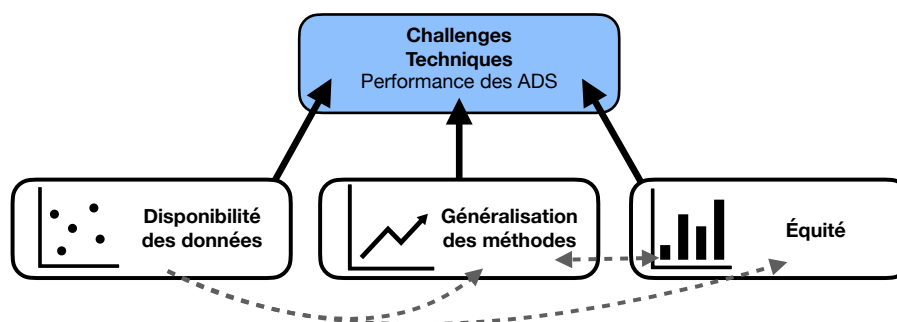 Challenges
Techniques
Performance des ADS
Disponibilité
des données
Généralisation
des méthodes
Équité